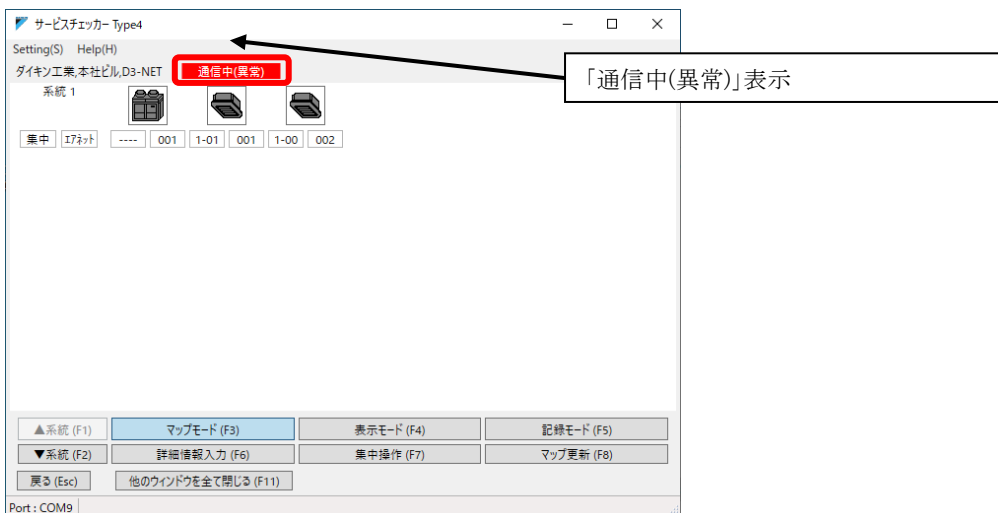 サービスチェッカー Type4
Setting(S) Help(H)
ダイキン工業,本社ビル,D3-NET 通信中(異常)
「通信中(異常)」表示
系統 1
集中 ｴｱﾈｯﾄ ---- 001 1-01 001 1-00 002
▲系統 (F1) マップモード (F3) 表示モード (F4) 記録モード (F5)
▼系統 (F2) 詳細情報入力 (F6) 集中操作 (F7) マップ更新 (F8)
戻る (Esc) 他のウィンドウを全て閉じる (F11)
Port : COM9